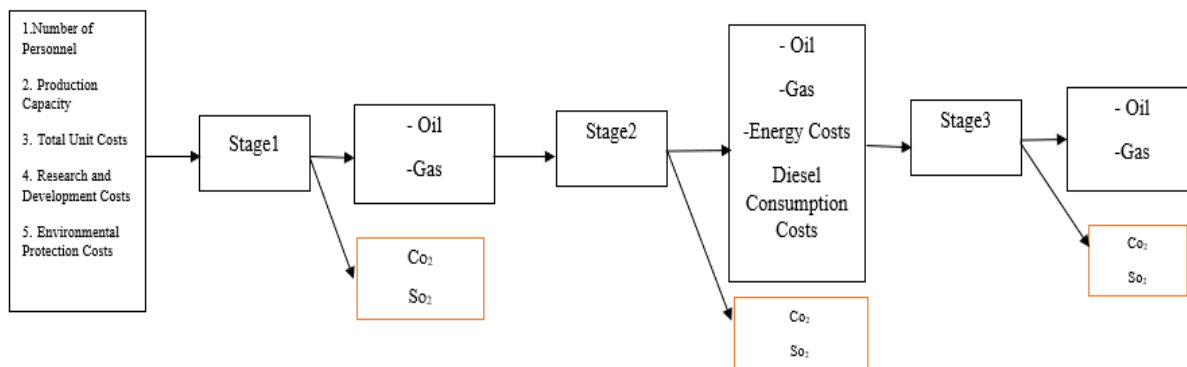 1.Number of
Personnel
2. Production
Capacity
3. Total Unit Costs
4. Research and
Development Costs
5. Environmental
Protection Costs
Stage1
- Oil
-Gas
Co₂
So₂
Stage2
- Oil
-Gas
-Energy Costs
Diesel
Consumption
Costs
Co₂
So₂
Stage3
- Oil
-Gas
Co₂
So₂